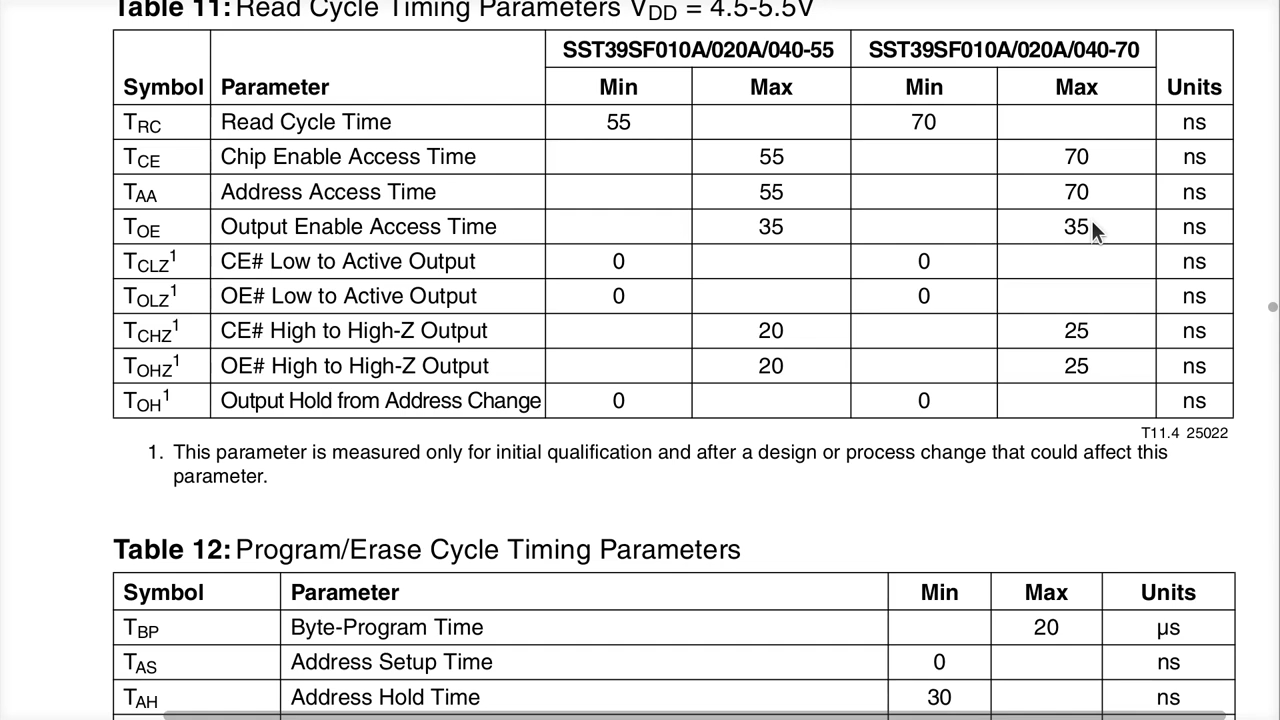 Table 11: Read Cycle Timing Parameters VDD = 4.5-5.5V
SST39SF010A/020A/040-55 SST39SF010A/020A/040-70
Symbol Parameter Min Max Min Max Units
TRC Read Cycle Time 55 70 ns
TCE Chip Enable Access Time 55 70 ns
TAA Address Access Time 55 70 ns
TOE Output Enable Access Time 35 35 ns
TCLZ1 CE# Low to Active Output 0 0 ns
TOLZ1 OE# Low to Active Output 0 0 ns
TCHZ1 CE# High to High-Z Output 20 25 ns
TOHZ1 OE# High to High-Z Output 20 25 ns
TOH1 Output Hold from Address Change 0 0 ns
T11.4 25022
1. This parameter is measured only for initial qualification and after a design or process change that could affect this
parameter.
Table 12: Program/Erase Cycle Timing Parameters
Symbol Parameter Min Max Units
TBP Byte-Program Time 20 µs
TAS Address Setup Time 0 ns
TAH Address Hold Time 30 ns